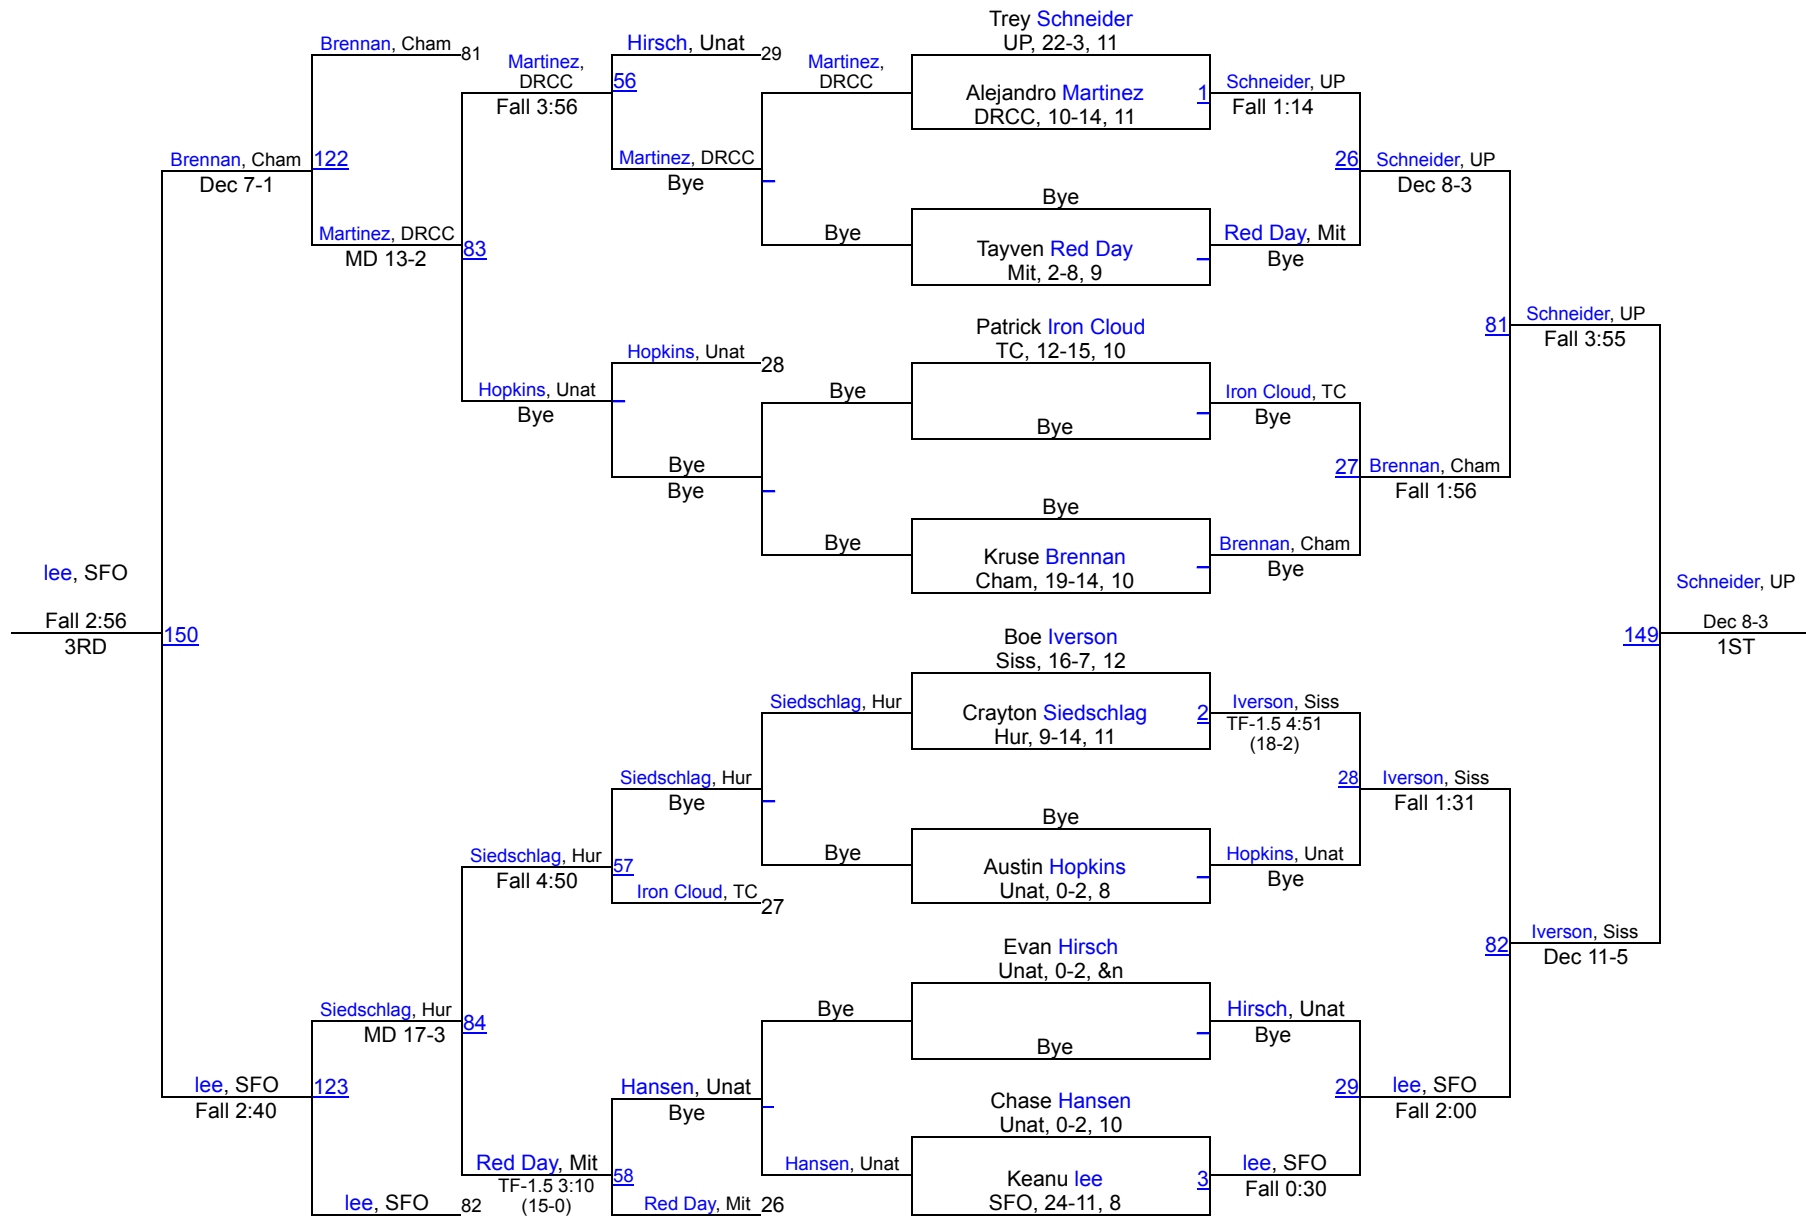 Trey Schneider
UP, 22-3, 11
Brennan, Cham
81
Martinez,
DRCC
Fall 3:56
Hirsch, Unat
29
56
Martinez,
DRCC
Alejandro Martinez
DRCC, 10-14, 11
1
Schneider, UP
Fall 1:14
Brennan, Cham
Dec 7-1
122
Martinez, DRCC
Bye
26
Schneider, UP
Dec 8-3
Bye
Martinez, DRCC
MD 13-2
83
Bye
Tayven Red Day
Mit, 2-8, 9
Red Day, Mit
Bye
Patrick Iron Cloud
TC, 12-15, 10
81
Schneider, UP
Fall 3:55
Hopkins, Unat
28
Hopkins, Unat
Bye
Bye
Bye
Iron Cloud, TC
Bye
Bye
Bye
27
Brennan, Cham
Fall 1:56
Bye
Bye
Kruse Brennan
Cham, 19-14, 10
Brennan, Cham
Bye
lee, SFO
Fall 2:56
3RD
150
Schneider, UP
Dec 8-3
1ST
149
Boe Iverson
Siss, 16-7, 12
Siedschlag, Hur
Crayton Siedschlag
Hur, 9-14, 11
2
Iverson, Siss
TF-1.5 4:51
(18-2)
Siedschlag, Hur
Bye
28
Iverson, Siss
Fall 1:31
Bye
Siedschlag, Hur
Fall 4:50
57
Bye
Austin Hopkins
Unat, 0-2, 8
Hopkins, Unat
Bye
Iron Cloud, TC
27
Evan Hirsch
Unat, 0-2, &n
82
Iverson, Siss
Dec 11-5
Siedschlag, Hur
MD 17-3
84
Bye
Bye
Hirsch, Unat
Bye
lee, SFO
Fall 2:40
123
Hansen, Unat
Bye
Chase Hansen
Unat, 0-2, 10
29
lee, SFO
Fall 2:00
Red Day, Mit
TF-1.5 3:10
(15-0)
58
Hansen, Unat
Keanu lee
SFO, 24-11, 8
3
lee, SFO
Fall 0:30
lee, SFO
82
Red Day, Mit
26